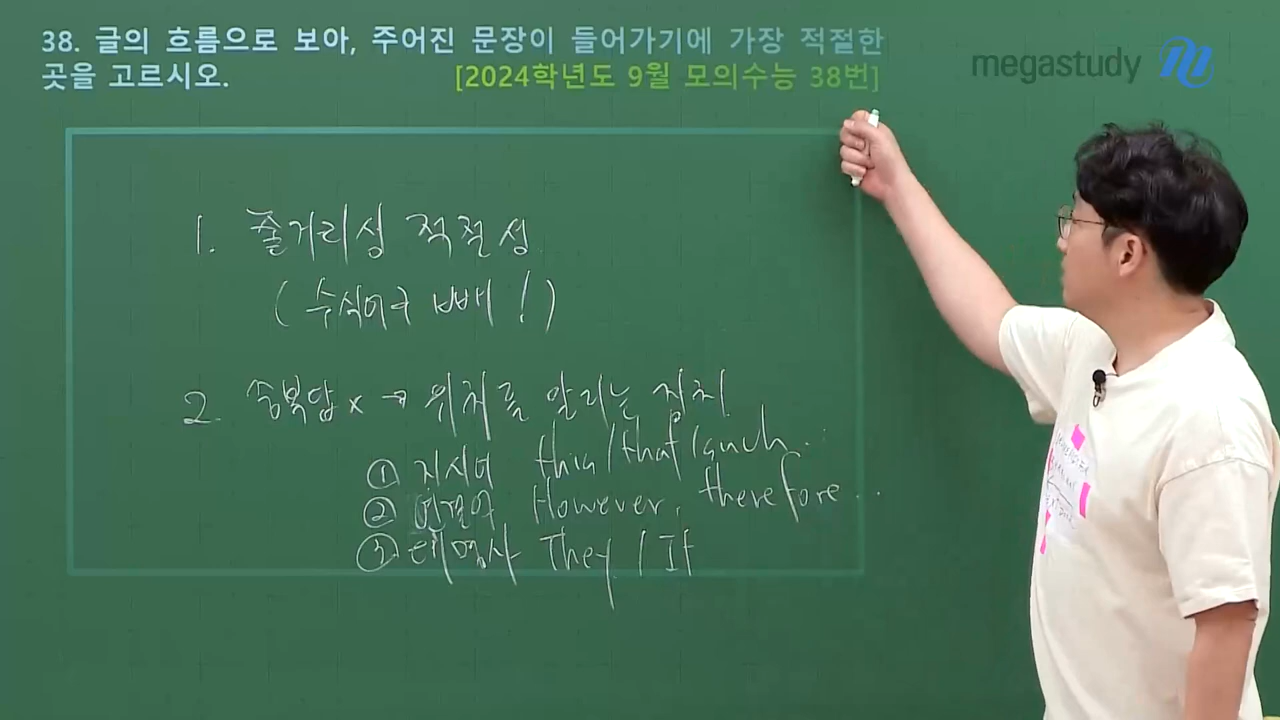 38. 글의 흐름으로 보아, 주어진 문장이 들어가기에 가장 적절한
곳을 고르시오. [2024학년도 9월 모의수능 38번]
megastudy
1. 줄거리성 적절성
(수식어구 빼!)
2. 중복답 x → 위치를 알리는 장치
① 지시어 this/that/such...
② 연결어 However, therefore...
③ 대명사 They / It